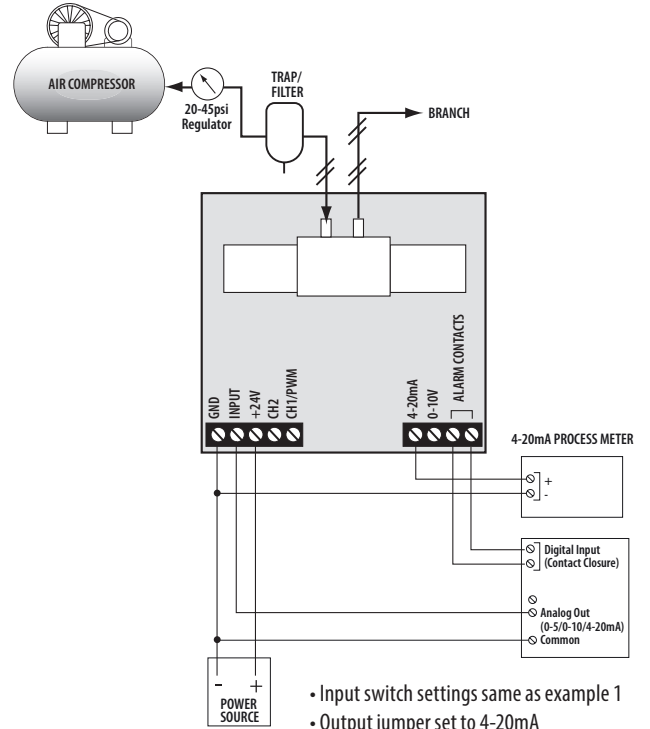 AIR COMPRESSOR
20-45psi
Regulator
TRAP/
FILTER
BRANCH
GND
INPUT
+24V
CH2
CH1/PWM
4-20mA
0-10V
ALARM CONTACTS
4-20mA PROCESS METER
+
-
Digital Input
(Contact Closure)
Analog Out
(0-5/0-10/4-20mA)
Common
- +
POWER
SOURCE
• Input switch settings same as example 1
• Output jumper set to 4-20mA